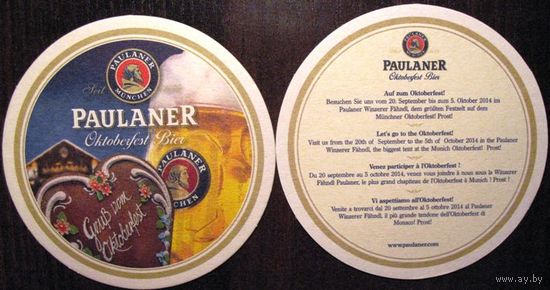 PAULANER
MÜNCHEN
Seit
PAULANER
Oktoberfest Bier
PAULANER
MÜNCHEN
Gruß vom
Oktoberfest
PAULANER
Oktoberfest Bier
Auf zum Oktoberfest!
Besuchen Sie uns vom 20. September bis zum 5. Oktober 2014 im
Paulaner Winzerer Fähndl, dem größten Festzelt auf dem
Münchner Oktoberfest! Prost!
Let's go to the Oktoberfest!
Visit us from the 20th of September to the 5th of October 2014 in the Paulaner
Winzerer Fähndl, the biggest tent at the Munich Oktoberfest! Prost!
Venez participer à l'Oktoberfest !
Du 20 septembre au 5 octobre 2014, venez vous joindre à nous sous la Winzerer
Fähndl Paulaner, le plus grand chapiteau de l'Oktoberfest à Munich ! Prost !
Vi aspettiamo all'Oktoberfest!
Venite a trovarci dal 20 settembre al 5 ottobre 2014 al Paulaner
Winzerer Fähndl, il più grande tendone dell'Oktoberfest di
Monaco! Prost!
www.paulaner.com
www.ay.by